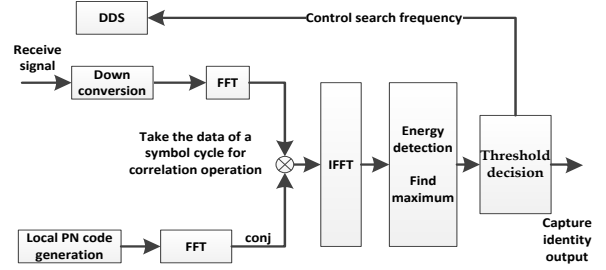 DDS
Control search frequency
Receive
signal
Down
conversion
FFT
Take the data of a
symbol cycle for
correlation operation
IFFT
Energy
detection
Find
maximum
Threshold
decision
Capture
identity
output
Local PN code
generation
FFT
conj